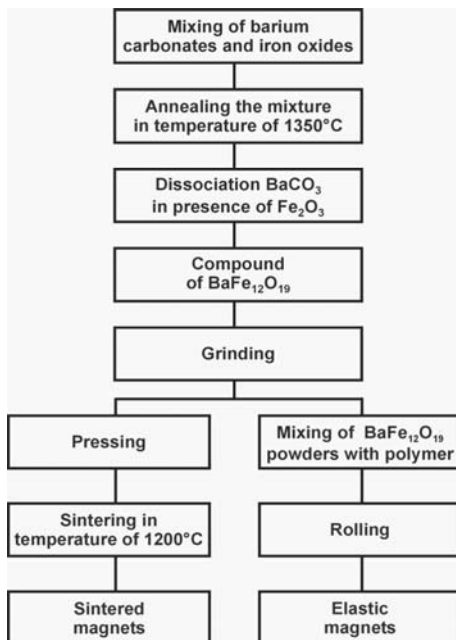 Mixing of barium
carbonates and iron oxides
Annealing the mixture
in temperature of 1350°C
Dissociation BaCO₃
in presence of Fe₂O₃
Compound
of BaFe₁₂O₁₉
Grinding
Pressing
Mixing of BaFe₁₂O₁₉
powders with polymer
Sintering in
temperature of 1200°C
Rolling
Sintered
magnets
Elastic
magnets